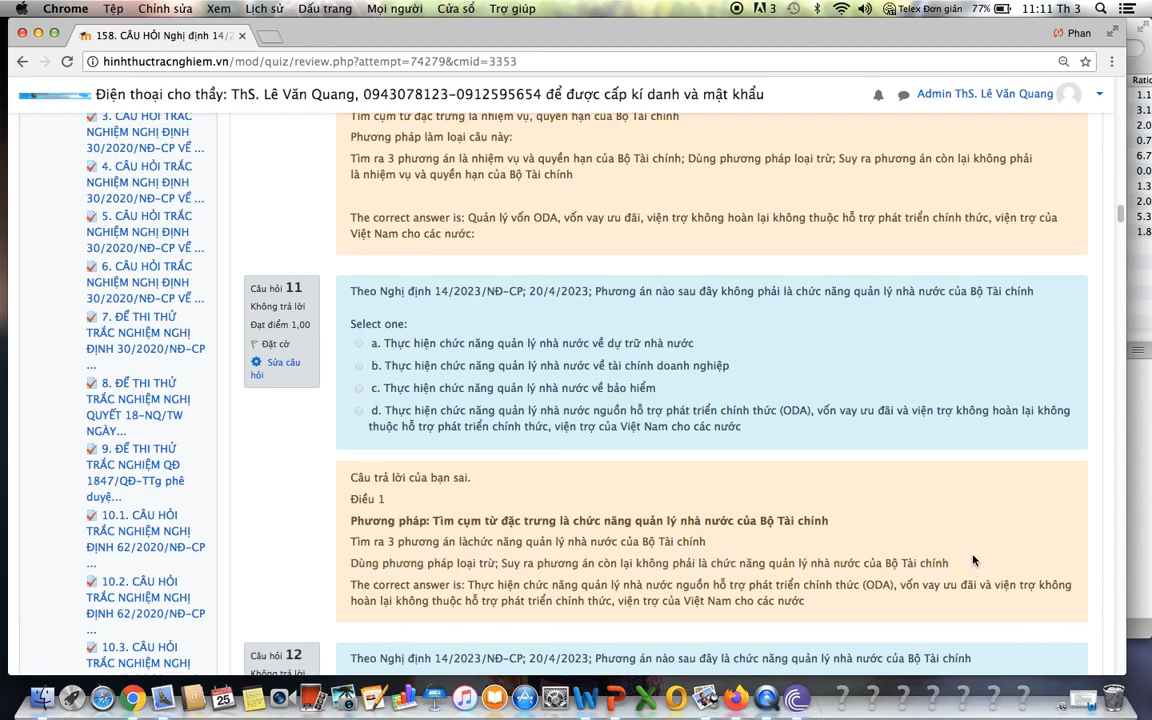 Chrome Tệp Chỉnh sửa Xem Lịch sử Dấu trang Mọi người Cửa sổ Trợ giúp 3 Telex Đơn giản 77% 11:11 Th 3
158. CÂU HỎI Nghị định 14/2 Phan
hinhthuctracnghiem.vn/mod/quiz/review.php?attempt=74279&cmid=3353
Điện thoại cho thầy: ThS. Lê Văn Quang, 0943078123-0912595654 để được cấp kí danh và mật khẩu Admin ThS. Lê Văn Quang
3. CÂU HỎI TRẮC
NGHIỆM NGHỊ ĐỊNH
30/2020/NĐ-CP VỀ ...
4. CÂU HỎI TRẮC
NGHIỆM NGHỊ ĐỊNH
30/2020/NĐ-CP VỀ ...
5. CÂU HỎI TRẮC
NGHIỆM NGHỊ ĐỊNH
30/2020/NĐ-CP VỀ ...
6. CÂU HỎI TRẮC
NGHIỆM NGHỊ ĐỊNH
30/2020/NĐ-CP VỀ ...
7. ĐỀ THI THỬ
TRẮC NGHIỆM NGHỊ
ĐỊNH 30/2020/NĐ-CP
...
8. ĐỀ THI THỬ
TRẮC NGHIỆM NGHỊ
QUYẾT 18-NQ/TW
NGÀY...
9. ĐỀ THI THỬ
TRẮC NGHIỆM QĐ
1847/QĐ-TTg phê
duyệ...
10.1. CÂU HỎI
TRẮC NGHIỆM NGHỊ
ĐỊNH 62/2020/NĐ-CP
...
10.2. CÂU HỎI
TRẮC NGHIỆM NGHỊ
ĐỊNH 62/2020/NĐ-CP
...
10.3. CÂU HỎI
TRẮC NGHIỆM NGHỊ
Tìm cụm từ đặc trưng là nhiệm vụ, quyền hạn của Bộ Tài chính
Phương pháp làm loại câu này:
Tìm ra 3 phương án là nhiệm vụ và quyền hạn của Bộ Tài chính; Dùng phương pháp loại trừ; Suy ra phương án còn lại không phải
là nhiệm vụ và quyền hạn của Bộ Tài chính
The correct answer is: Quản lý vốn ODA, vốn vay ưu đãi, viện trợ không hoàn lại không thuộc hỗ trợ phát triển chính thức, viện trợ của
Việt Nam cho các nước:
Câu hỏi 11
Không trả lời
Đạt điểm 1,00
Đặt cờ
Sửa câu
hỏi
Theo Nghị định 14/2023/NĐ-CP; 20/4/2023; Phương án nào sau đây không phải là chức năng quản lý nhà nước của Bộ Tài chính
Select one:
a. Thực hiện chức năng quản lý nhà nước về dự trữ nhà nước
b. Thực hiện chức năng quản lý nhà nước về tài chính doanh nghiệp
c. Thực hiện chức năng quản lý nhà nước về bảo hiểm
d. Thực hiện chức năng quản lý nhà nước nguồn hỗ trợ phát triển chính thức (ODA), vốn vay ưu đãi và viện trợ không hoàn lại không
thuộc hỗ trợ phát triển chính thức, viện trợ của Việt Nam cho các nước
Câu trả lời của bạn sai.
Điều 1
Phương pháp: Tìm cụm từ đặc trưng là chức năng quản lý nhà nước của Bộ Tài chính
Tìm ra 3 phương án làchức năng quản lý nhà nước của Bộ Tài chính
Dùng phương pháp loại trừ; Suy ra phương án còn lại không phải là chức năng quản lý nhà nước của Bộ Tài chính
The correct answer is: Thực hiện chức năng quản lý nhà nước nguồn hỗ trợ phát triển chính thức (ODA), vốn vay ưu đãi và viện trợ không
hoàn lại không thuộc hỗ trợ phát triển chính thức, viện trợ của Việt Nam cho các nước
Câu hỏi 12
Không trả lời
Theo Nghị định 14/2023/NĐ-CP; 20/4/2023; Phương án nào sau đây là chức năng quản lý nhà nước của Bộ Tài chính
Ratio
1.1
3.1
2.0
0.7
6.7
0.0
1.3
2.0
5.3
1.8
25